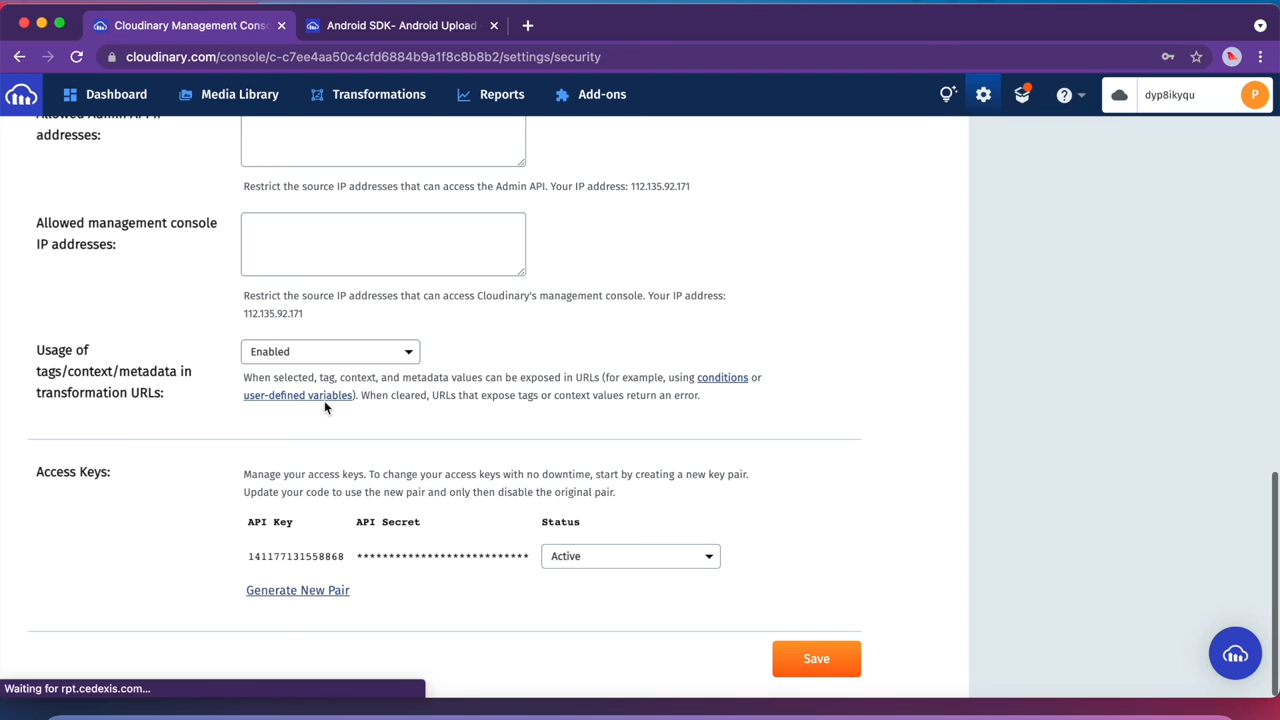 Cloudinary Management Cons
Android SDK- Android Upload
cloudinary.com/console/c-c7ee4aa50c4cfd6884b9a1f8c8b8b2/settings/security
Dashboard
Media Library
Transformations
Reports
Add-ons
dyp8ikyqu
P
Allowed Admin API IP
addresses:
Restrict the source IP addresses that can access the Admin API. Your IP address: 112.135.92.171
Allowed management console
IP addresses:
Restrict the source IP addresses that can access Cloudinary's management console. Your IP address:
112.135.92.171
Usage of
tags/context/metadata in
transformation URLs:
Enabled
When selected, tag, context, and metadata values can be exposed in URLs (for example, using conditions or
user-defined variables). When cleared, URLs that expose tags or context values return an error.
Access Keys:
Manage your access keys. To change your access keys with no downtime, start by creating a new key pair.
Update your code to use the new pair and only then disable the original pair.
API Key API Secret Status
141177131558868 *************************** Active
Generate New Pair
Save
Waiting for rpt.cedexis.com...